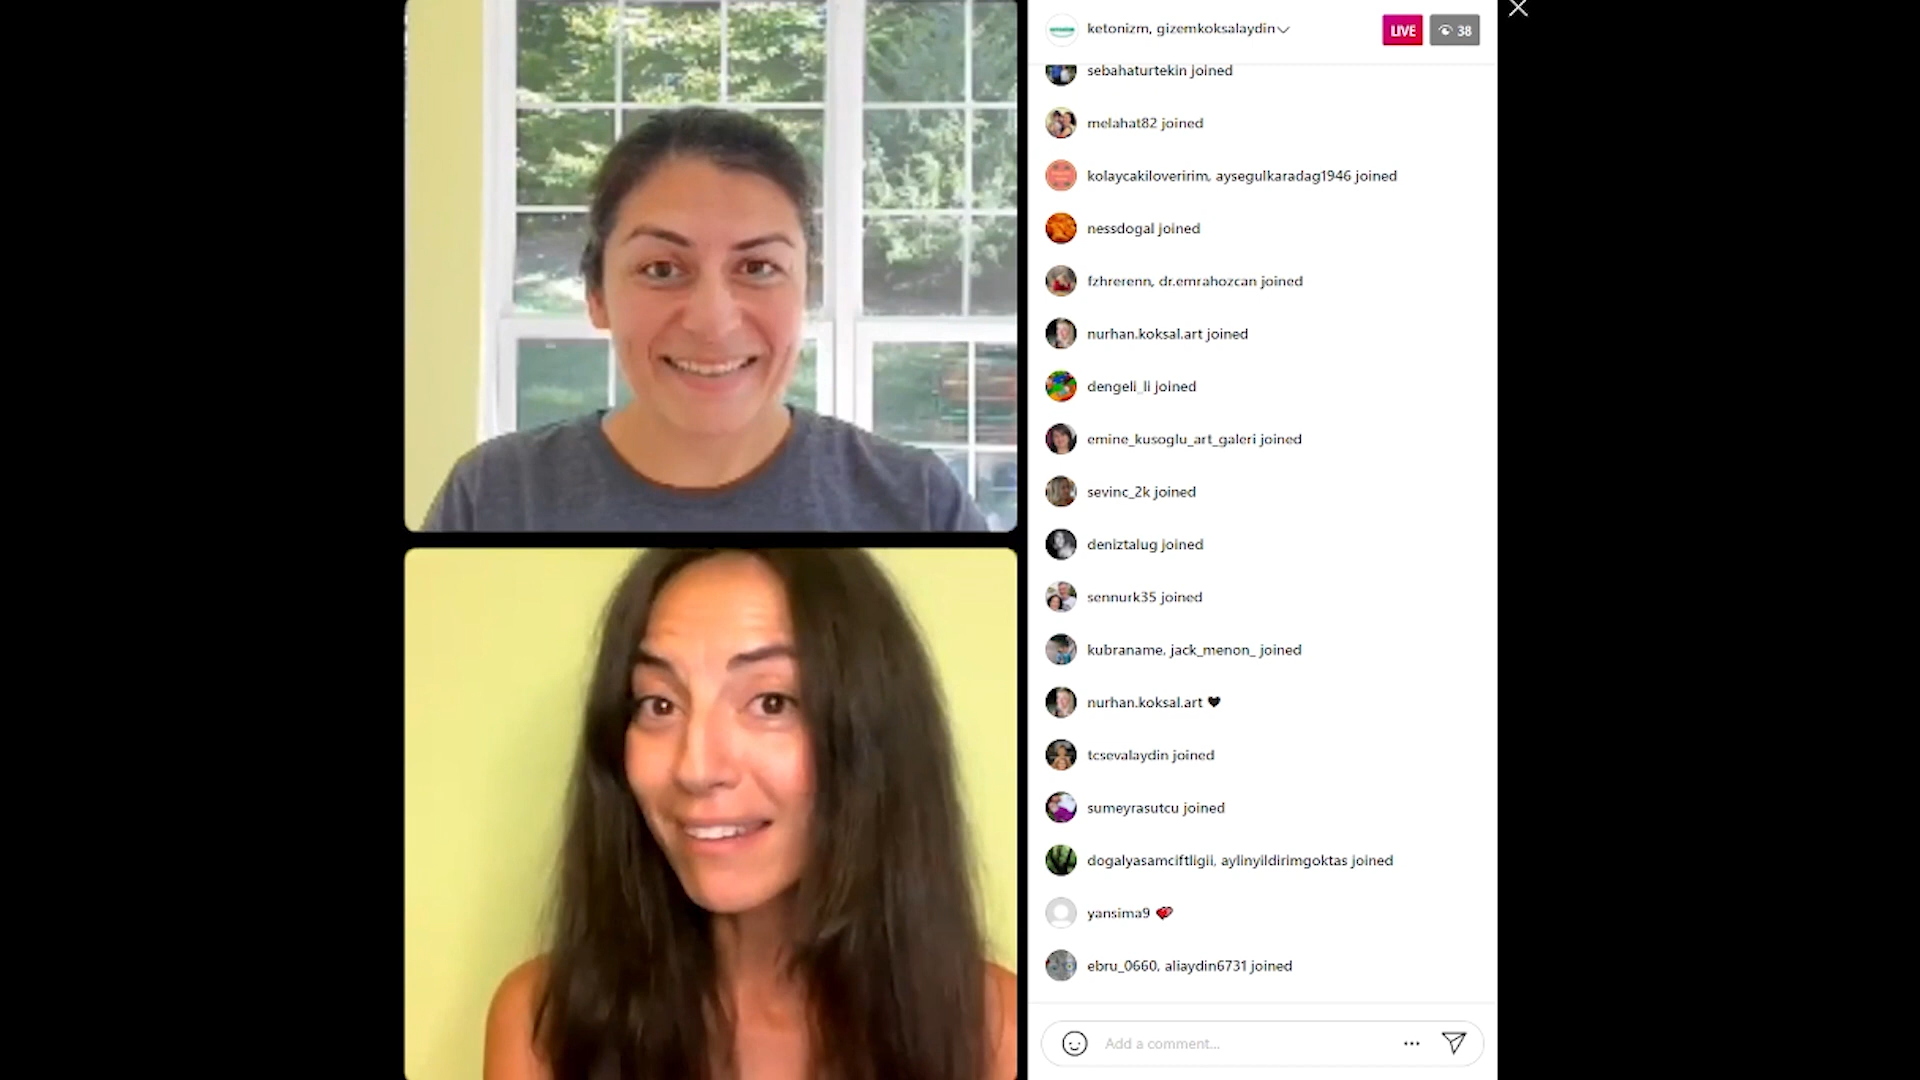 ketonizm, gizemkoksalaydin
LIVE
38
sebahaturtekin joined
melahat82 joined
kolaycakiloveririm, aysegulkaradag1946 joined
nessdogal joined
fzhrerenn, dr.emrahozcan joined
nurhan.koksal.art joined
dengeli_li joined
emine_kusoglu_art_galeri joined
sevinc_2k joined
deniztalug joined
sennurk35 joined
kubraname, jack_menon_ joined
nurhan.koksal.art 🖤
tcsevalaydin joined
sumeyrasutcu joined
dogalyasamciftligii, aylinyildirimgoktas joined
yansima9 💕
ebru_0660, aliaydin6731 joined
Add a comment...